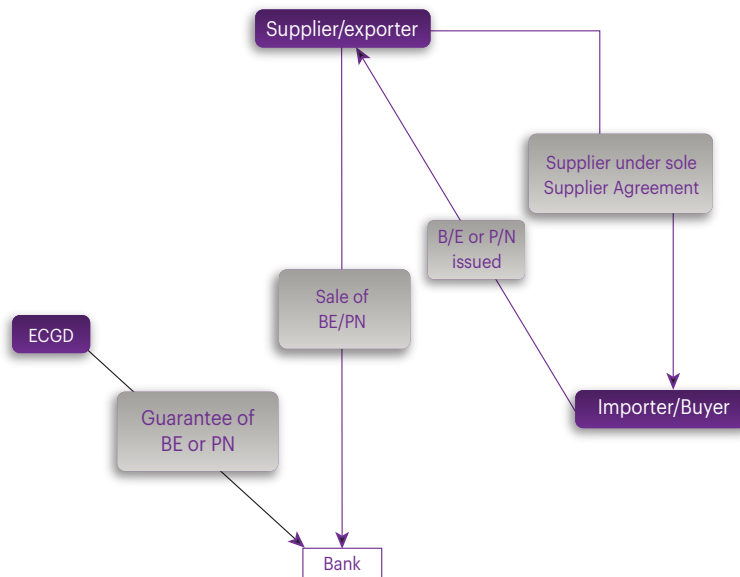 Supplier/exporter
Supplier under sole
Supplier Agreement
B/E or P/N
issued
Sale of
BE/PN
ECGD
Guarantee of
BE or PN
Importer/Buyer
Bank